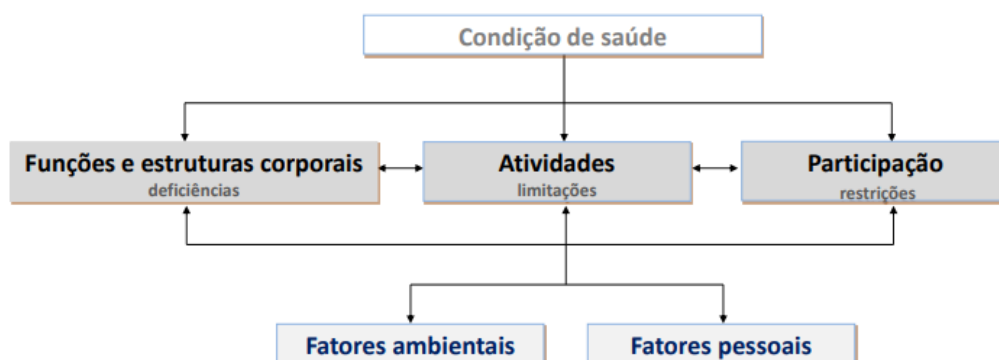 Condição de saúde
Funções e estruturas corporais
deficiências
Atividades
limitações
Participação
restrições
Fatores ambientais
Fatores pessoais